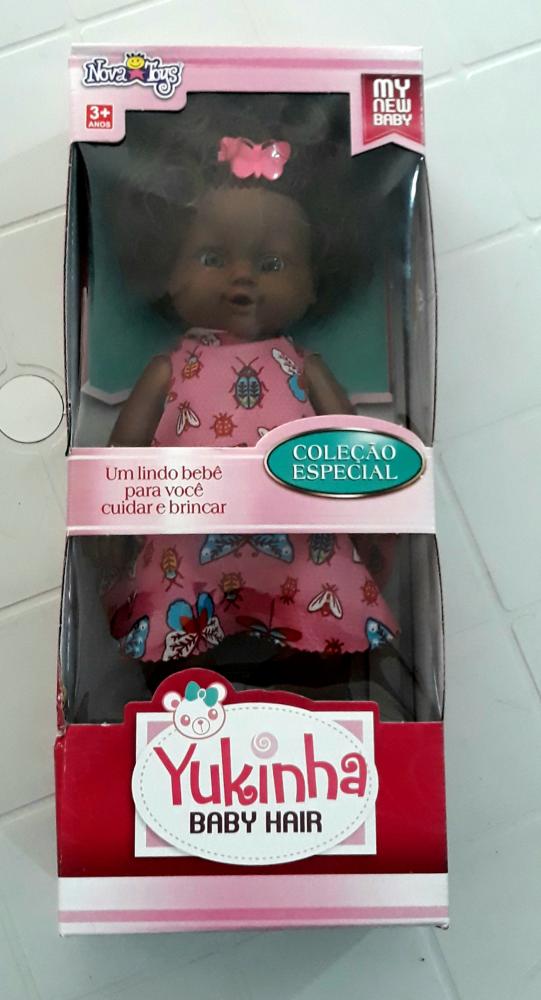 Nova Toys
3+
ANOS
MY
NEW
BABY
COLEÇÃO
ESPECIAL
Um lindo bebê
para você
cuidar e brincar
Yukinha
BABY HAIR